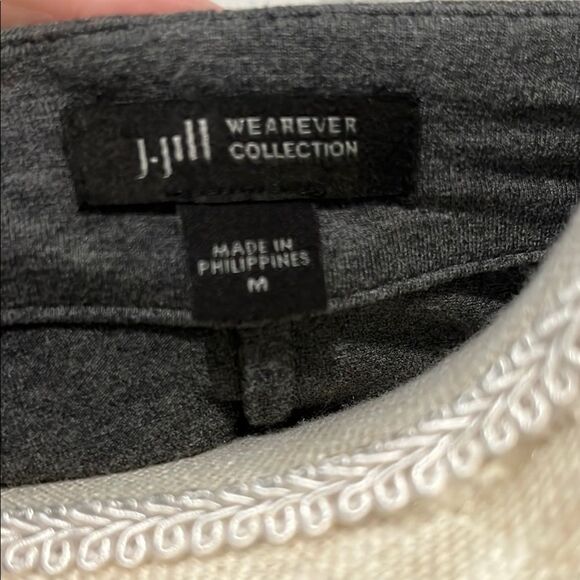 J.Jill WEAREVER
COLLECTION
MADE IN
PHILIPPINES
M